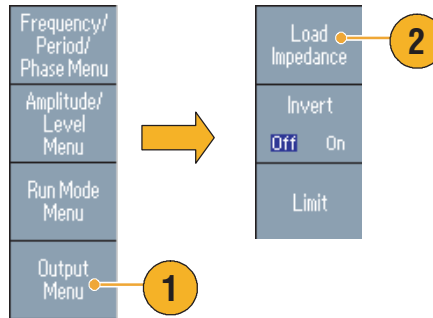 Frequency/
Period/
Phase Menu
Amplitude/
Level
Menu
Run Mode
Menu
Output
Menu
1
Load
Impedance
2
Invert
Off On
Limit